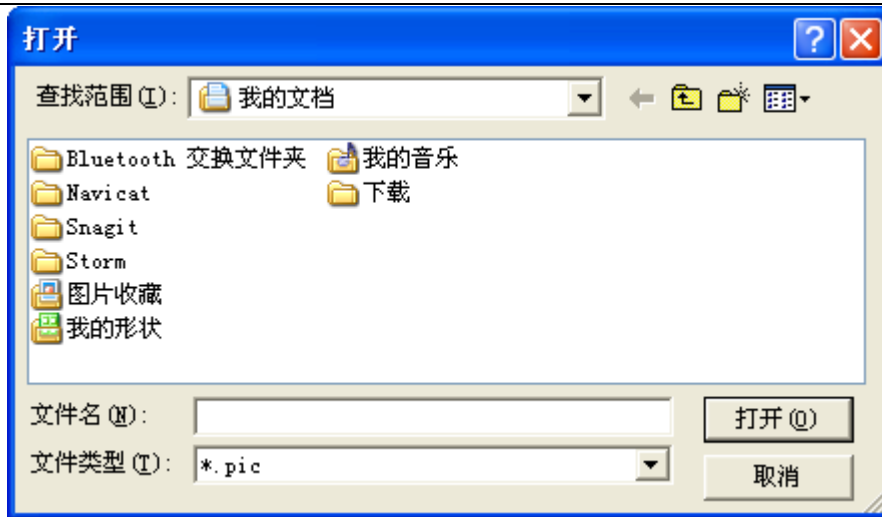 打开
查找范围(I): 我的文档
Bluetooth 交换文件夹 我的音乐
Navicat 下载
Snagit
Storm
图片收藏
我的形状
文件名(N): 打开(O)
文件类型(T): *.pic 取消